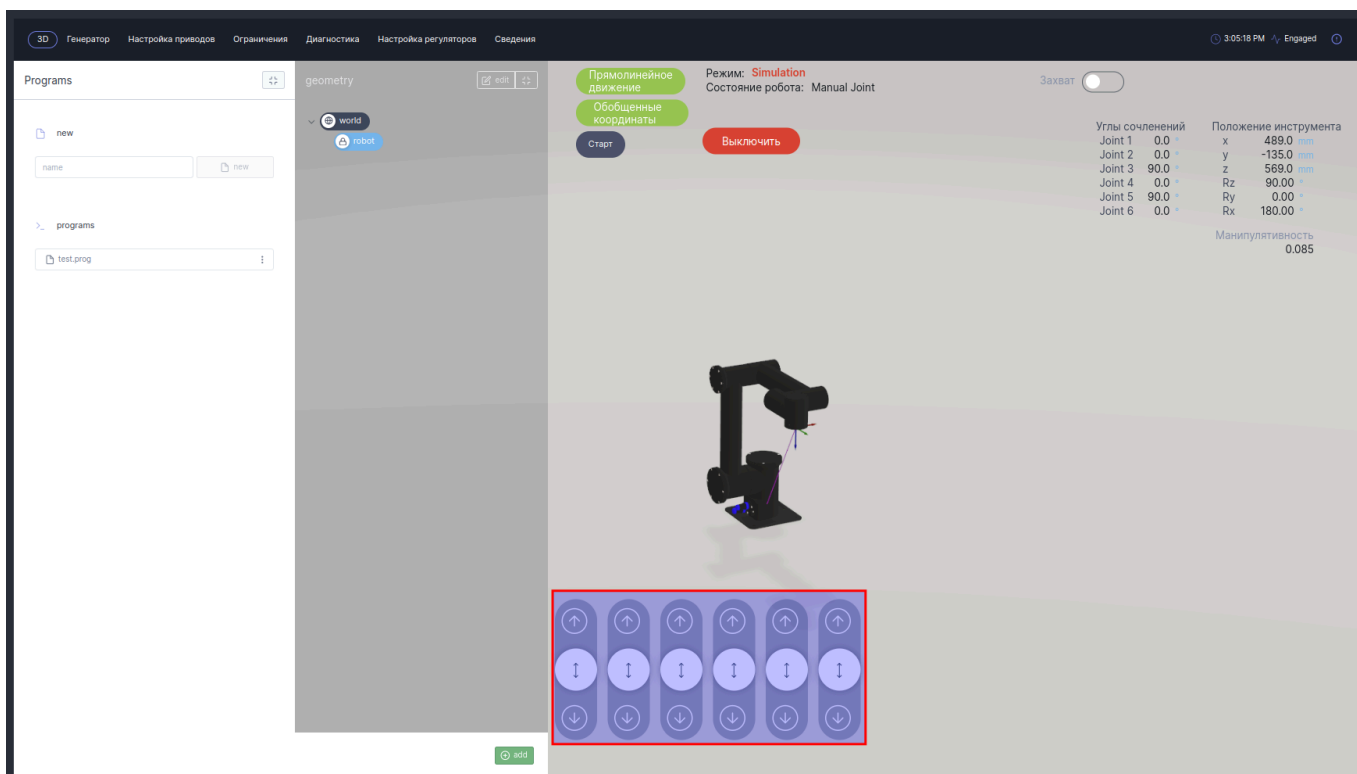 3D Генератор Настройка приводов Ограничения Диагностика Настройка регуляторов Сведения 3:05:18 PM Engaged
Programs
new
name new
programs
test.prog
geometry edit
world
robot
add
Прямолинейное
движение
Обобщенные
координаты
Старт
Режим: Simulation
Состояние робота: Manual Joint
Выключить
Захват
Углы сочленений
Joint 1 0.0 °
Joint 2 0.0 °
Joint 3 90.0 °
Joint 4 0.0 °
Joint 5 90.0 °
Joint 6 0.0 °
Положение инструмента
x 489.0 mm
y -135.0 mm
z 569.0 mm
Rz 90.00 °
Ry 0.00 °
Rx 180.00 °
Манипулятивность
0.085